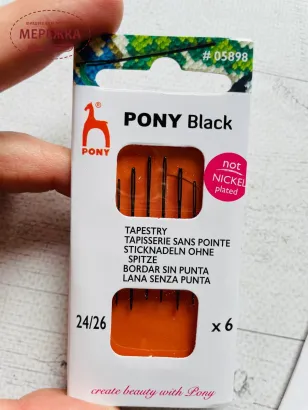 МЕРЕЖКА
# 05898
PONY
PONY Black
not
NICKEL
plated
TAPESTRY
TAPISSERIE SANS POINTE
STICKNADELN OHNE
SPITZE
BORDAR SIN PUNTA
LANA SENZA PUNTA
24/26
x 6
create beauty with Pony